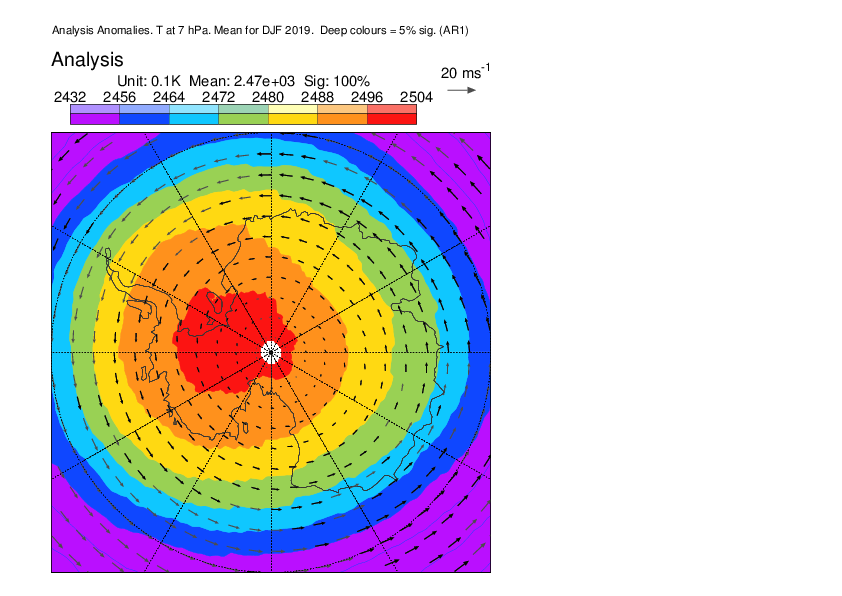 Analysis Anomalies. T at 7 hPa. Mean for DJF 2019.  Deep colours = 5% sig. (AR1)
Analysis
Unit: 0.1K  Mean: 2.47e+03  Sig: 100%
20 ms⁻¹
2432 2456 2464 2472 2480 2488 2496 2504